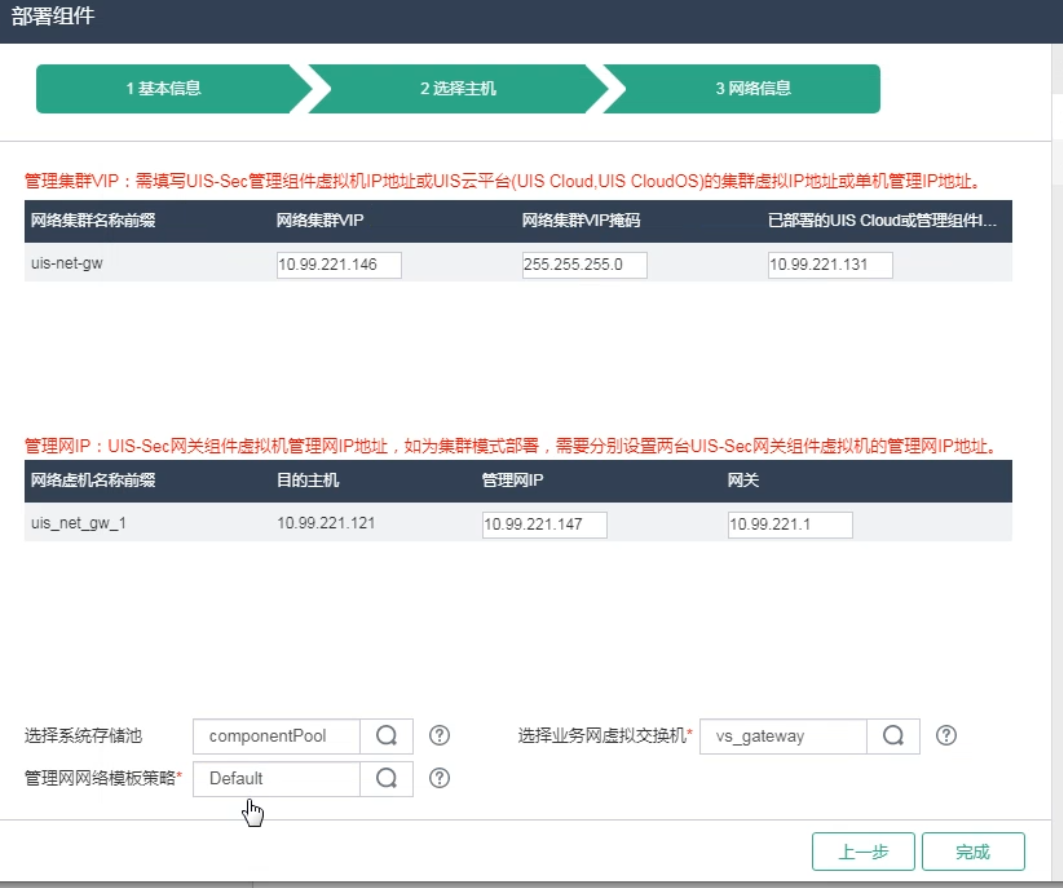 部署组件
1 基本信息
2 选择主机
3 网络信息
管理集群VIP：需填写UIS-Sec管理组件虚拟机IP地址或UIS云平台(UIS Cloud,UIS CloudOS)的集群虚拟IP地址或单机管理IP地址。
网络集群名称前缀 网络集群VIP 网络集群VIP掩码 已部署的UIS Cloud或管理组件I...
uis-net-gw 10.99.221.146 255.255.255.0 10.99.221.131
管理网IP：UIS-Sec网关组件虚拟机管理网IP地址，如为集群模式部署，需要分别设置两台UIS-Sec网关组件虚拟机的管理网IP地址。
网络虚机名称前缀 目的主机 管理网IP 网关
uis_net_gw_1 10.99.221.121 10.99.221.147 10.99.221.1
选择系统存储池 componentPool ? 选择业务网虚拟交换机* vs_gateway ?
管理网网络模板策略* Default ?
上一步 完成